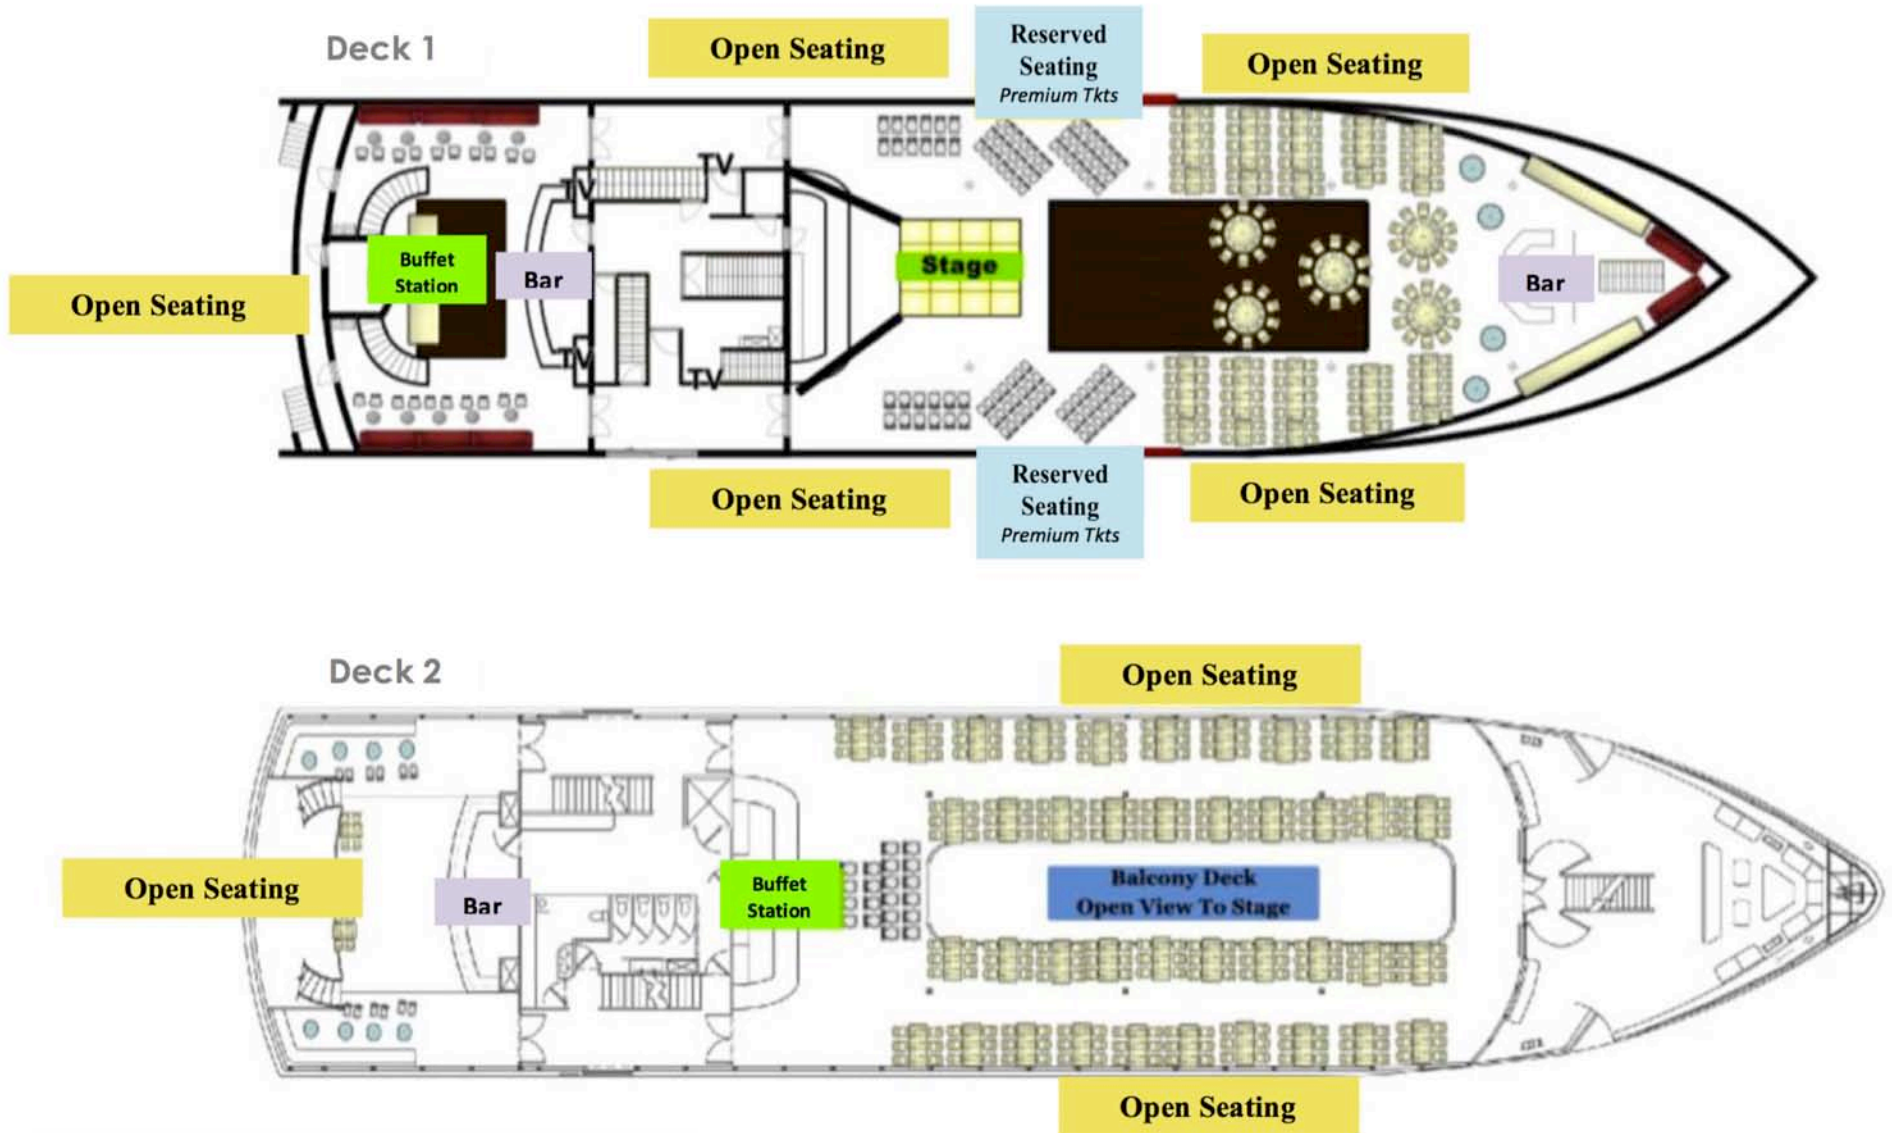 Deck 1
Open Seating
Reserved
Seating
Premium Tkts
Open Seating
TV
TV
Buffet
Station
Bar
Stage
Bar
Open Seating
TV
TV
Open Seating
Reserved
Seating
Premium Tkts
Open Seating
Deck 2
Open Seating
Open Seating
Bar
Buffet
Station
Balcony Deck
Open View To Stage
Open Seating